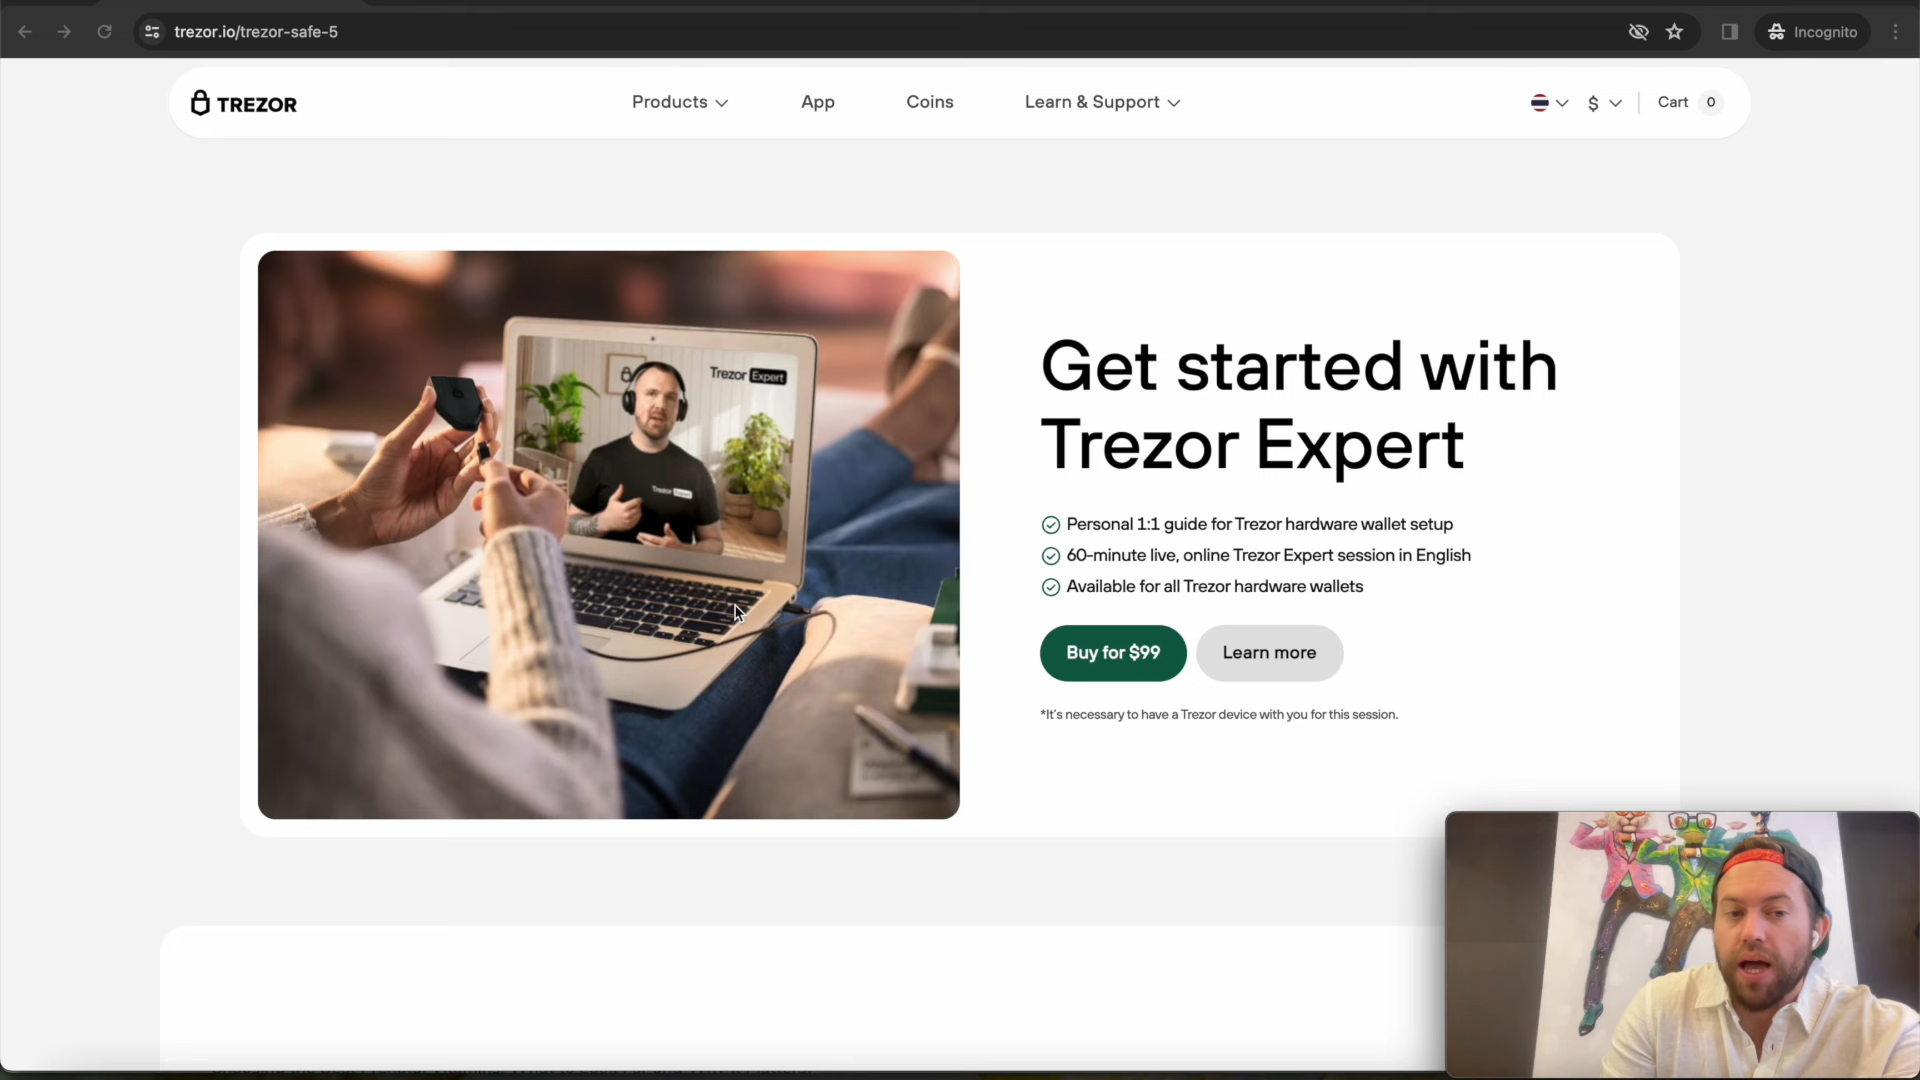 trezor.io/trezor-safe-5
Incognito
TREZOR
Products
App
Coins
Learn & Support
$
Cart 0
Trezor Expert
Trezor Expert
Get started with
Trezor Expert
Personal 1:1 guide for Trezor hardware wallet setup
60-minute live, online Trezor Expert session in English
Available for all Trezor hardware wallets
Buy for $99
Learn more
*It's necessary to have a Trezor device with you for this session.